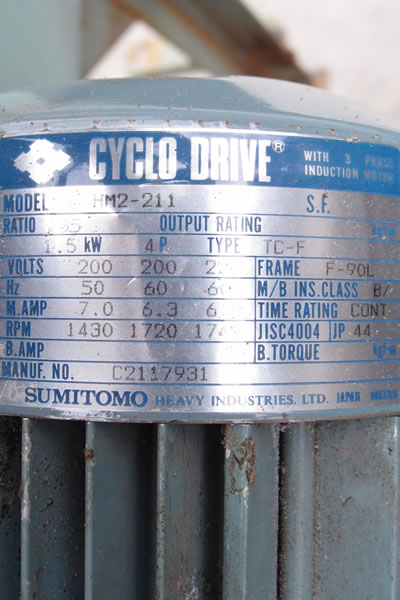 CYCLO DRIVE® WITH 3 PHASE
INDUCTION MOTOR
MODEL HM2-211 S.F.
RATIO OUTPUT RATING
1.5 kW 4 P TYPE TC-F
VOLTS 200 200 FRAME F-90L
Hz 50 60 60 M/B INS.CLASS B/
M.AMP 7.0 6.3 TIME RATING CONT
RPM 1430 1720 JISC4004 JP 44
B.AMP B.TORQUE
MANUF. NO. C2117931
SUMITOMO HEAVY INDUSTRIES, LTD. JAPAN